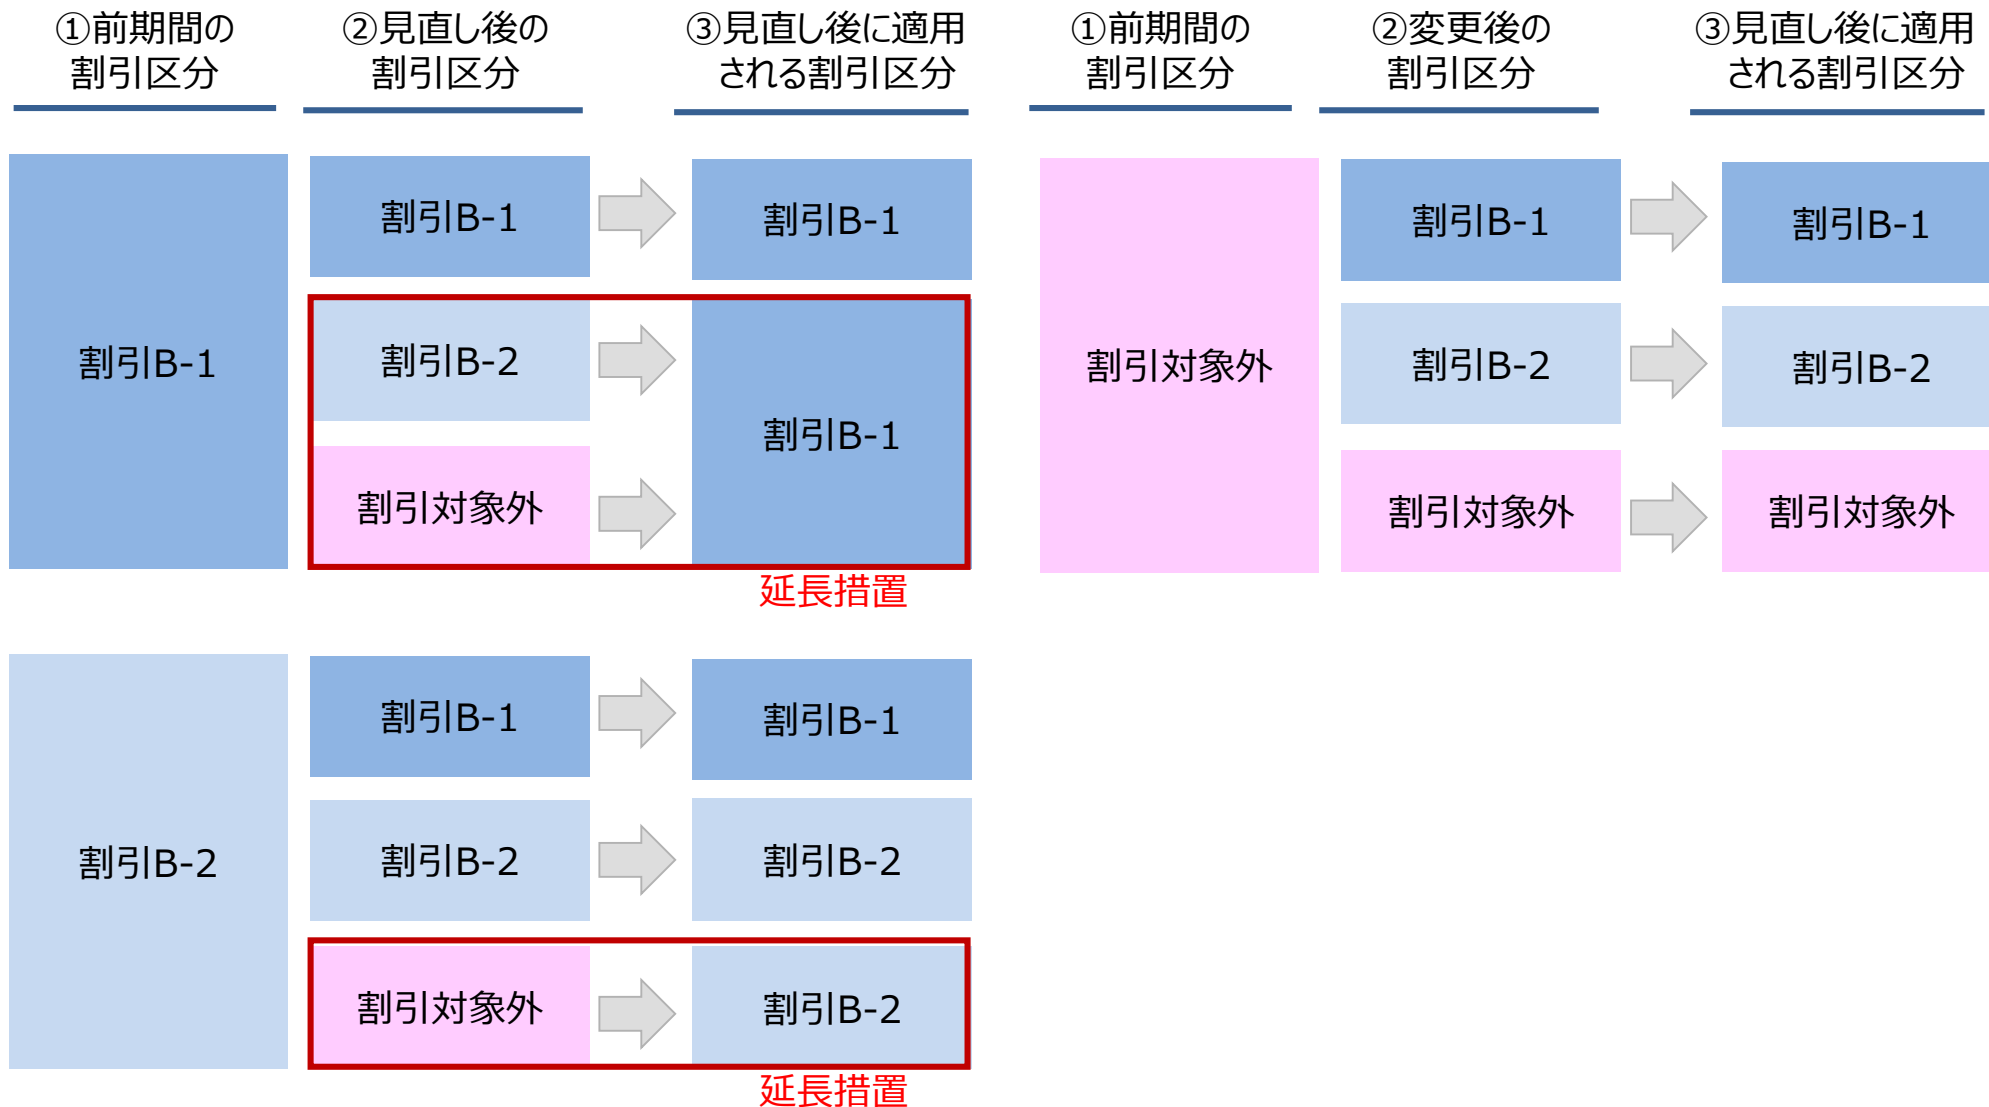 ①前期間の
割引区分
②見直し後の
割引区分
③見直し後に適用
される割引区分
割引B-1
割引B-1
割引B-1
割引B-2
割引B-1
割引対象外
延長措置
割引B-2
割引B-1
割引B-1
割引B-2
割引B-2
割引対象外
割引B-2
延長措置
①前期間の
割引区分
②変更後の
割引区分
③見直し後に適用
される割引区分
割引対象外
割引B-1
割引B-1
割引B-2
割引B-2
割引対象外
割引対象外